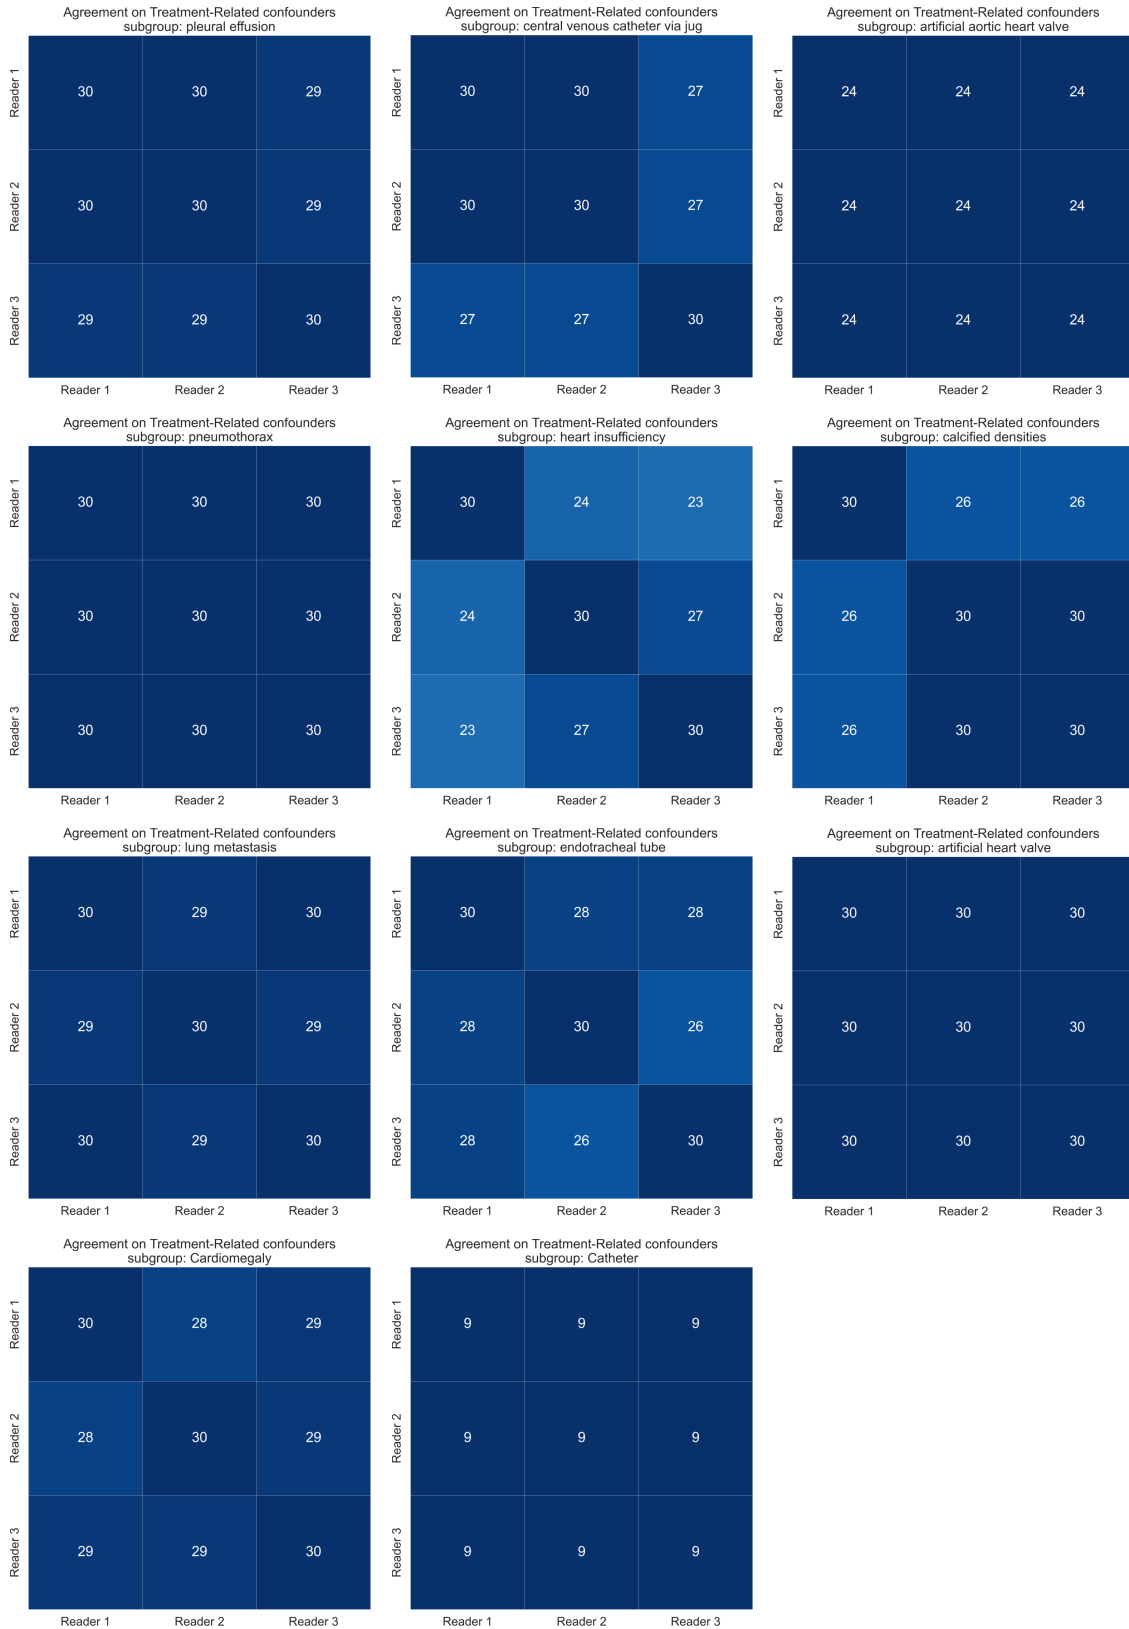 Agreement on Treatment-Related confounders
subgroup: pleural effusion
Reader 1
30 30 29
Reader 2
30 30 29
Reader 3
29 29 30
Reader 1 Reader 2 Reader 3
Agreement on Treatment-Related confounders
subgroup: central venous catheter via jug
Reader 1
30 30 27
Reader 2
30 30 27
Reader 3
27 27 30
Reader 1 Reader 2 Reader 3
Agreement on Treatment-Related confounders
subgroup: artificial aortic heart valve
Reader 1
24 24 24
Reader 2
24 24 24
Reader 3
24 24 24
Reader 1 Reader 2 Reader 3
Agreement on Treatment-Related confounders
subgroup: pneumothorax
Reader 1
30 30 30
Reader 2
30 30 30
Reader 3
30 30 30
Reader 1 Reader 2 Reader 3
Agreement on Treatment-Related confounders
subgroup: heart insufficiency
Reader 1
30 24 23
Reader 2
24 30 27
Reader 3
23 27 30
Reader 1 Reader 2 Reader 3
Agreement on Treatment-Related confounders
subgroup: calcified densities
Reader 1
30 26 26
Reader 2
26 30 30
Reader 3
26 30 30
Reader 1 Reader 2 Reader 3
Agreement on Treatment-Related confounders
subgroup: lung metastasis
Reader 1
30 29 30
Reader 2
29 30 29
Reader 3
30 29 30
Reader 1 Reader 2 Reader 3
Agreement on Treatment-Related confounders
subgroup: endotracheal tube
Reader 1
30 28 28
Reader 2
28 30 26
Reader 3
28 26 30
Reader 1 Reader 2 Reader 3
Agreement on Treatment-Related confounders
subgroup: artificial heart valve
Reader 1
30 30 30
Reader 2
30 30 30
Reader 3
30 30 30
Reader 1 Reader 2 Reader 3
Agreement on Treatment-Related confounders
subgroup: Cardiomegaly
Reader 1
30 28 29
Reader 2
28 30 29
Reader 3
29 29 30
Reader 1 Reader 2 Reader 3
Agreement on Treatment-Related confounders
subgroup: Catheter
Reader 1
9 9 9
Reader 2
9 9 9
Reader 3
9 9 9
Reader 1 Reader 2 Reader 3